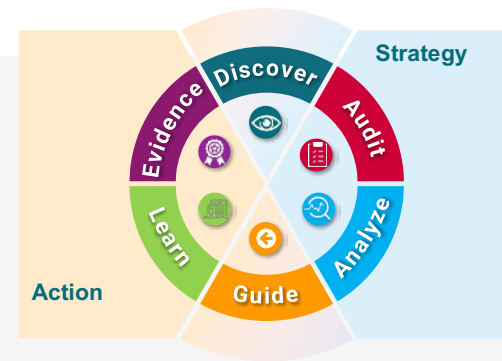 Strategy
Discover
Audit
Analyze
Guide
Learn
Evidence
Action